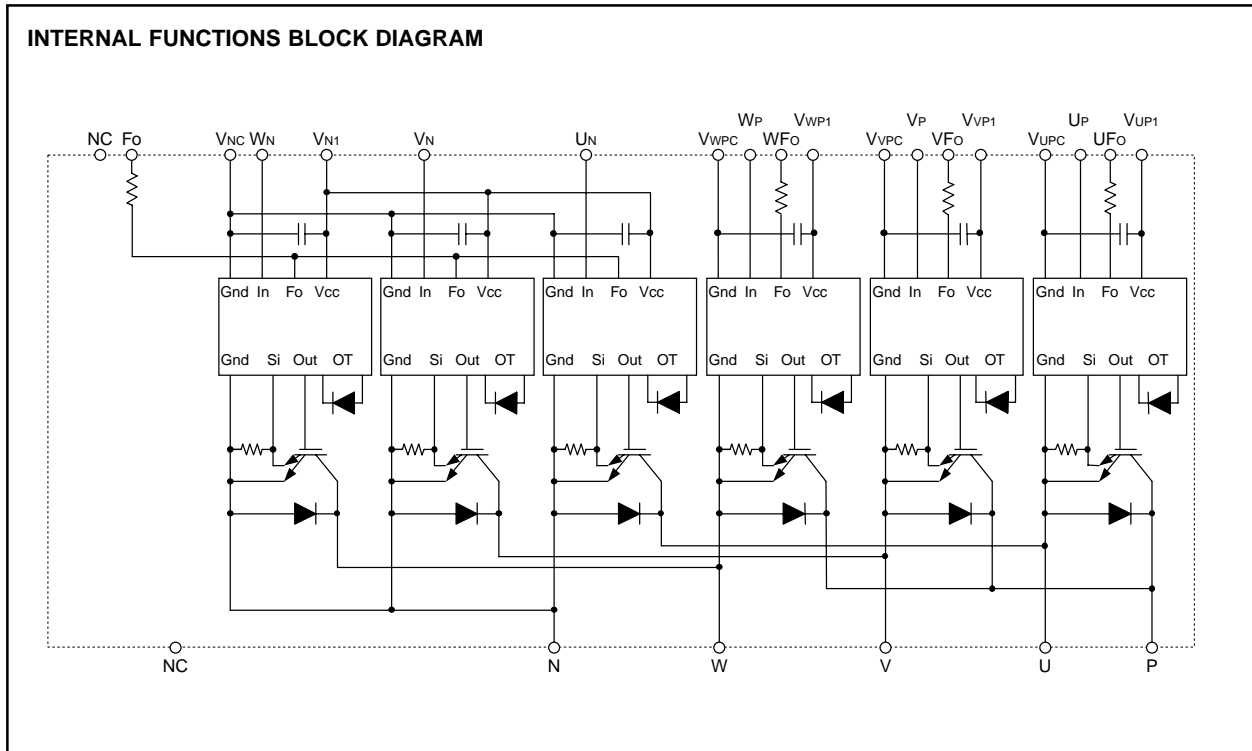 INTERNAL FUNCTIONS BLOCK DIAGRAM
WP VWP1 VP VVP1 UP VUP1
NC FO VNC WN VN1 VN UN VWPC WFO VVPC VFO VUPC UFO
Gnd In Fo Vcc Gnd In Fo Vcc Gnd In Fo Vcc Gnd In Fo Vcc Gnd In Fo Vcc Gnd In Fo Vcc
Gnd Si Out OT Gnd Si Out OT Gnd Si Out OT Gnd Si Out OT Gnd Si Out OT Gnd Si Out OT
NC N W V U P